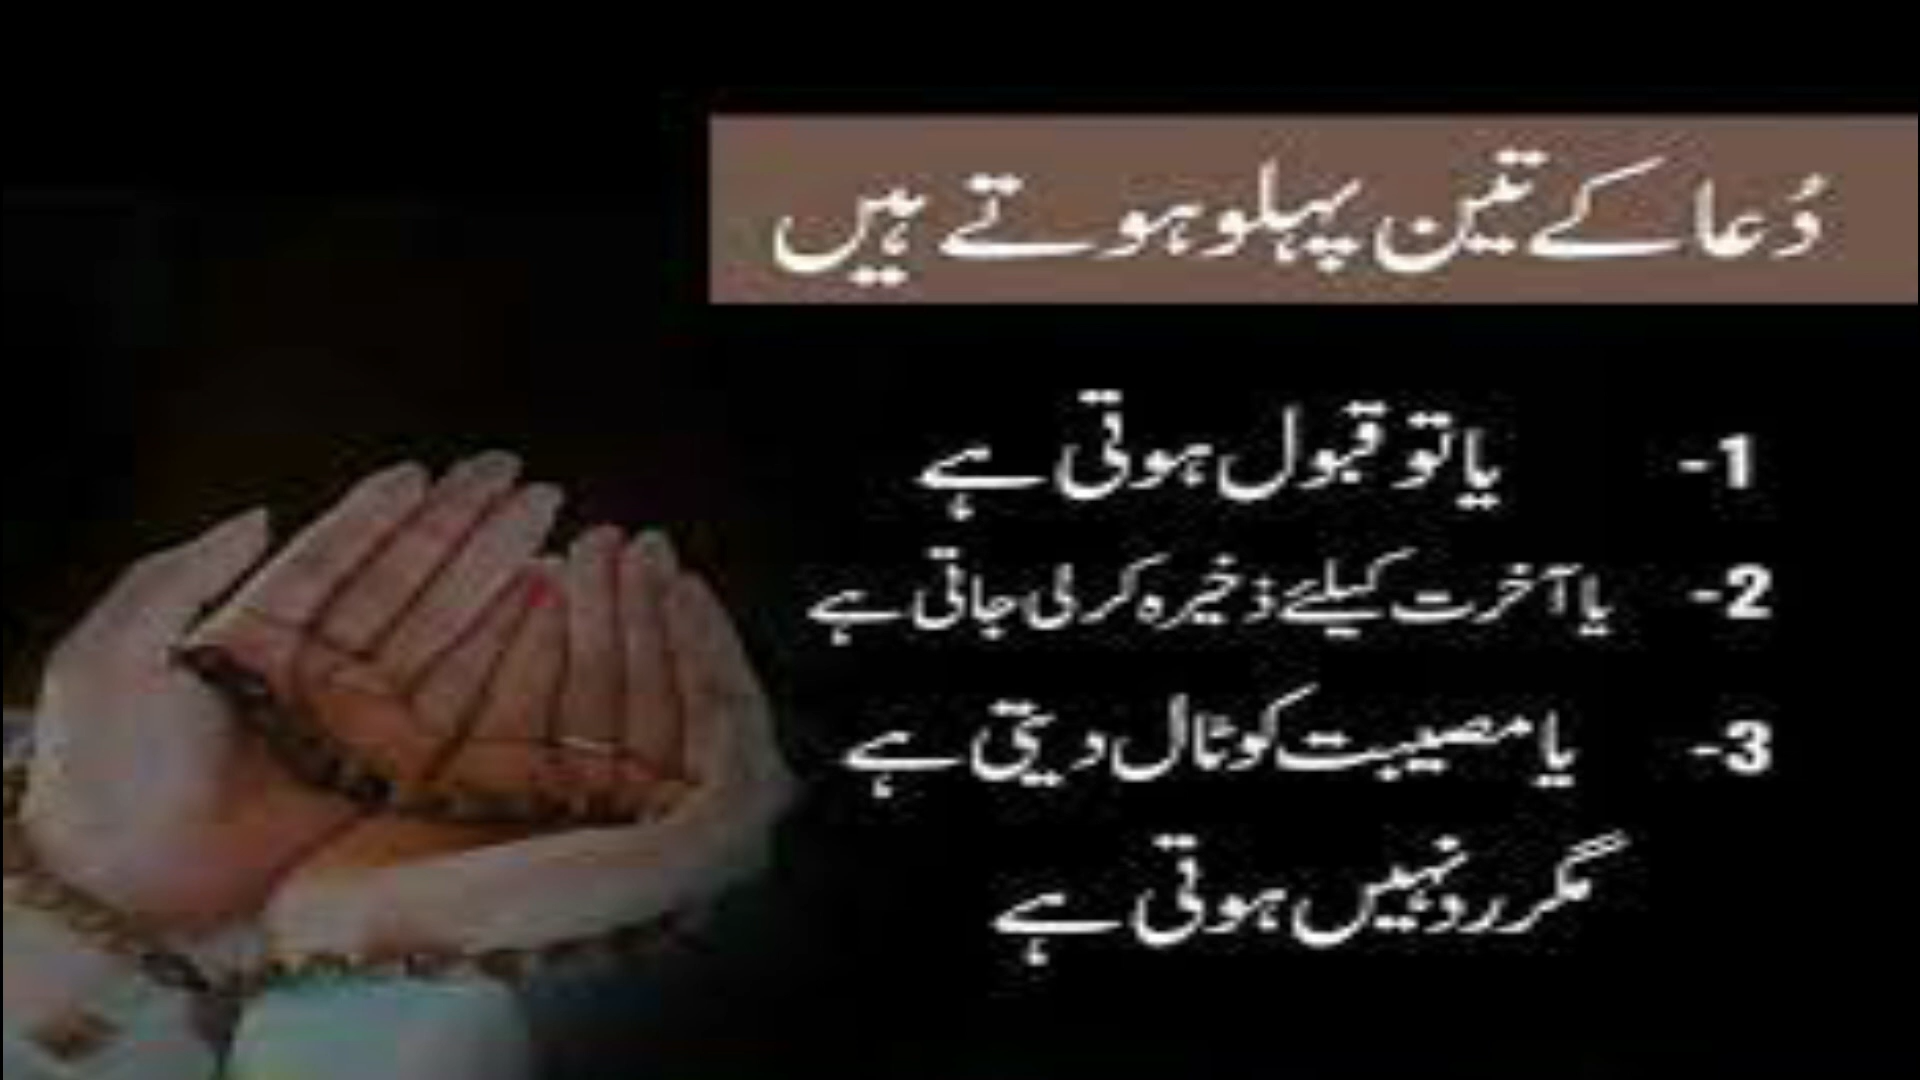 دُعا کے تین پہلو ہوتے ہیں
1- یا تو قبول ہوتی ہے
2- یا آخرت کیلئے ذخیرہ کر لی جاتی ہے
3- یا مصیبت کو ٹال دیتی ہے
مگر رد نہیں ہوتی ہے